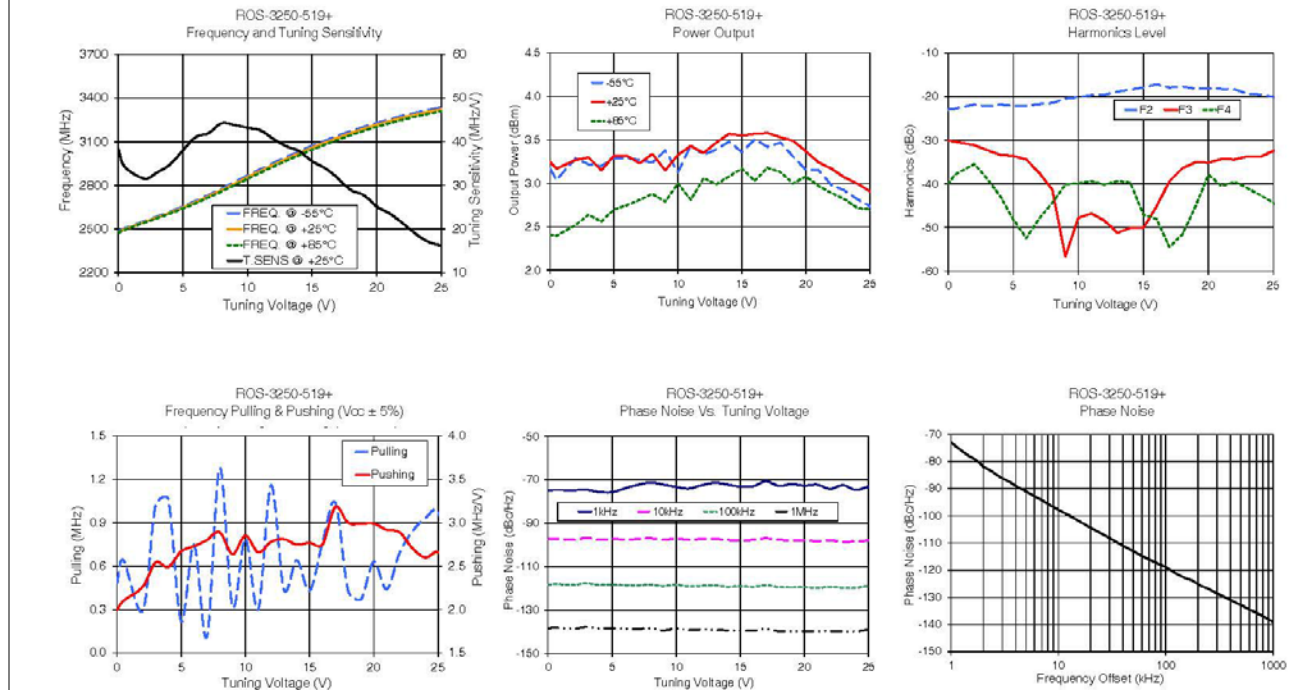 ROS-3250-519+
Frequency and Tuning Sensitivity
3700
3400
3100
2800
2500
2200
Frequency (MHz)
60
50
40
30
20
10
Tuning Sensitivity (MHz/V)
FREQ. @ -55°C
FREQ. @ +25°C
FREQ. @ +85°C
T.SENS @ +25°C
0 5 10 15 20 25
Tuning Voltage (V)
ROS-3250-519+
Power Output
4.5
4.0
3.5
3.0
2.5
2.0
Output Power (dBm)
-55°C
+25°C
+85°C
0 5 10 15 20 25
Tuning Voltage (V)
ROS-3250-519+
Harmonics Level
-10
-20
-30
-40
-50
-60
Harmonics (dBc)
F2 F3 F4
0 5 10 15 20 25
Tuning Voltage (V)
ROS-3250-519+
Frequency Pulling & Pushing (Vcc ± 5%)
1.5
1.2
0.9
0.6
0.3
0.0
Pulling (MHz)
4.0
3.5
3.0
2.5
2.0
1.5
Pushing (MHz/V)
Pulling
Pushing
0 5 10 15 20 25
Tuning Voltage (V)
ROS-3250-519+
Phase Noise Vs. Tuning Voltage
-50
-70
-90
-110
-130
-150
Phase Noise (dBc/Hz)
1kHz 10kHz 100kHz 1MHz
0 5 10 15 20 25
Tuning Voltage (V)
ROS-3250-519+
Phase Noise
-70
-80
-90
-100
-110
-120
-130
-140
-150
Phase Noise (dBc/Hz)
1 10 100 1000
Frequency Offset (kHz)